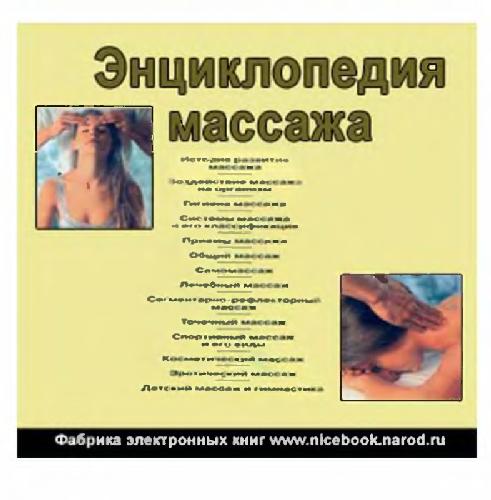 Энциклопедия
массажа
История развития
массажа
Воздействие массажа
на организм
Гигиена массажа
Системы массажа
и его классификация
Приемы массажа
Общий массаж
Самомассаж
Лечебный массаж
Сегментарно-рефлекторный
массаж
Точечный массаж
Спортивный массаж
и его виды
Косметический массаж
Эротический массаж
Детский массаж и гимнастика
Фабрика электронных книг www.nicebook.narod.ru